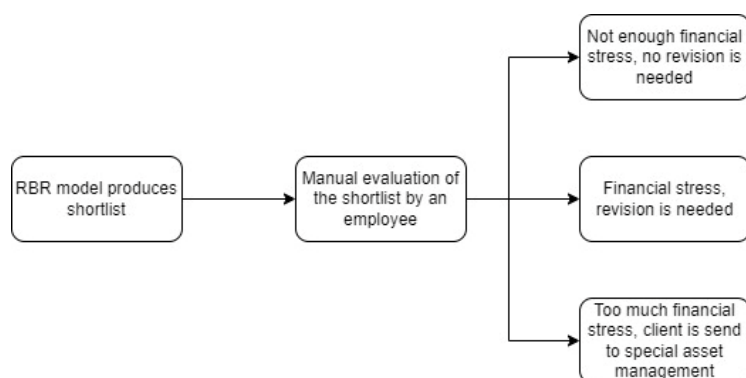 RBR model produces
shortlist
Manual evaluation of
the shortlist by an
employee
Not enough financial
stress, no revision is
needed
Financial stress,
revision is needed
Too much financial
stress, client is send
to special asset
management